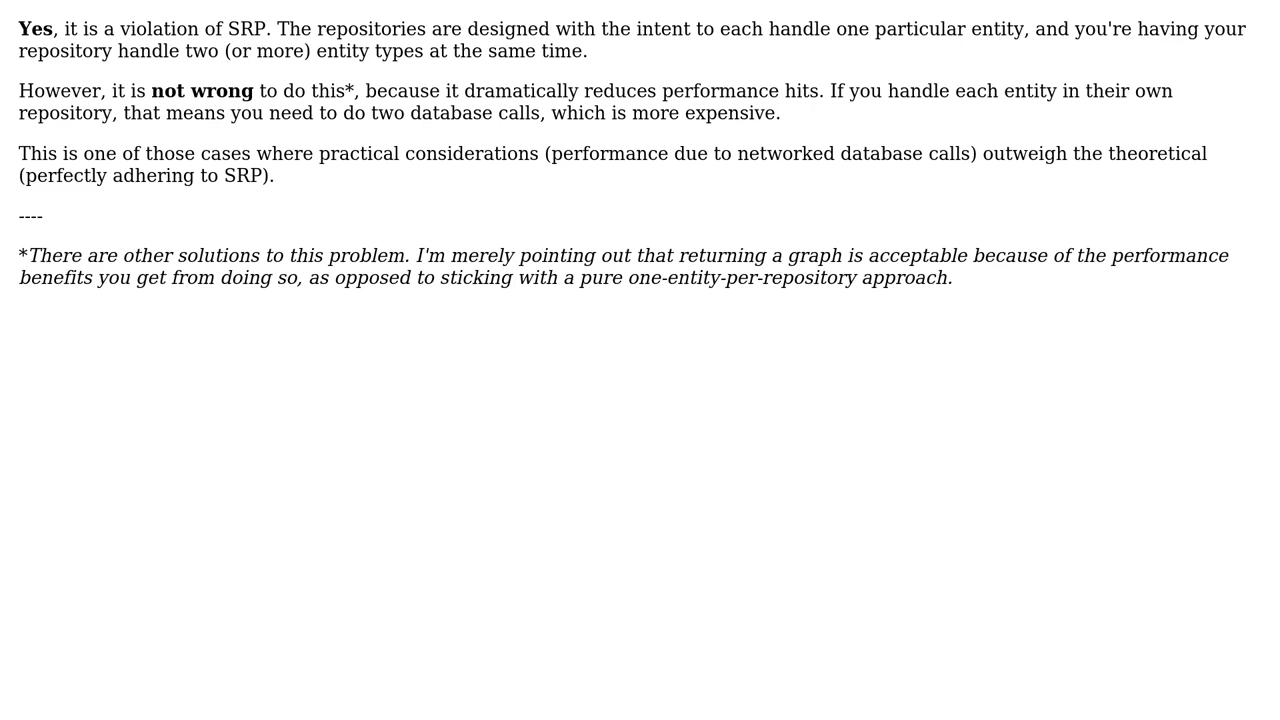 Yes, it is a violation of SRP. The repositories are designed with the intent to each handle one particular entity, and you're having your
repository handle two (or more) entity types at the same time.
However, it is not wrong to do this*, because it dramatically reduces performance hits. If you handle each entity in their own
repository, that means you need to do two database calls, which is more expensive.
This is one of those cases where practical considerations (performance due to networked database calls) outweigh the theoretical
(perfectly adhering to SRP).
----
*There are other solutions to this problem. I'm merely pointing out that returning a graph is acceptable because of the performance
benefits you get from doing so, as opposed to sticking with a pure one-entity-per-repository approach.